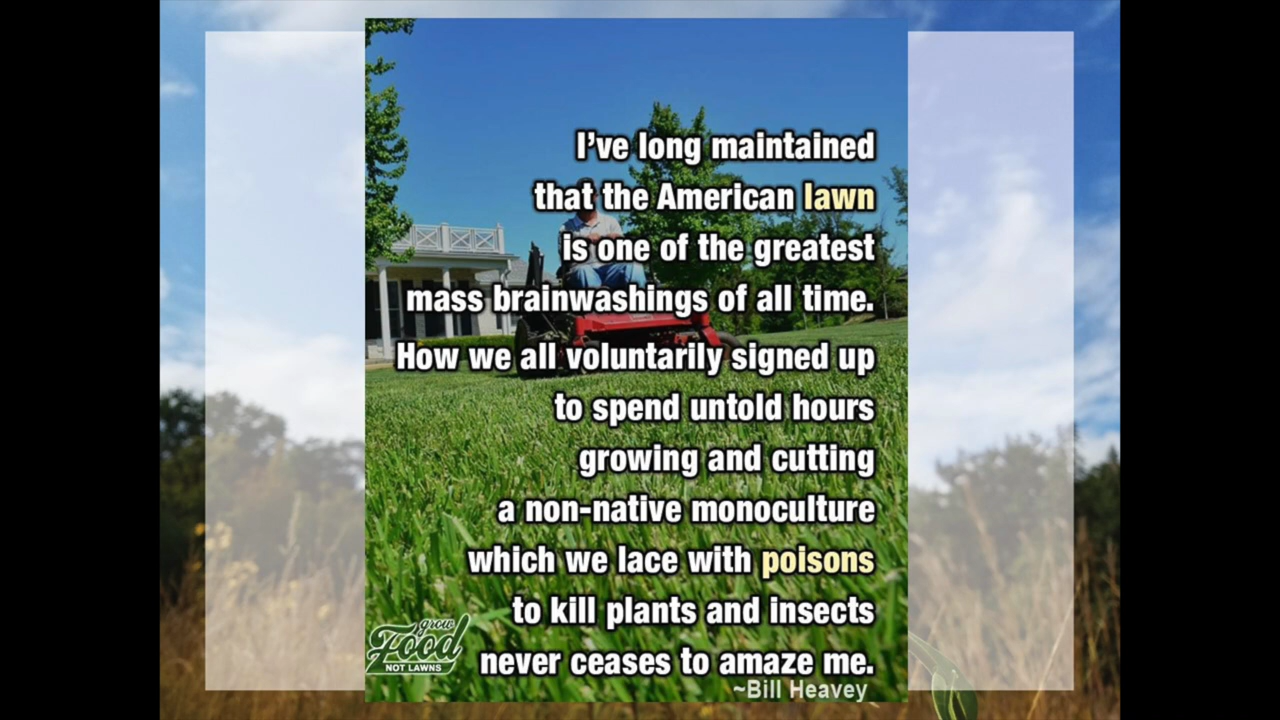 I've long maintained
that the American lawn
is one of the greatest
mass brainwashings of all time.
How we all voluntarily signed up
to spend untold hours
growing and cutting
a non-native monoculture
which we lace with poisons
to kill plants and insects
never ceases to amaze me.
~Bill Heavey
grow
Food
NOT LAWNS